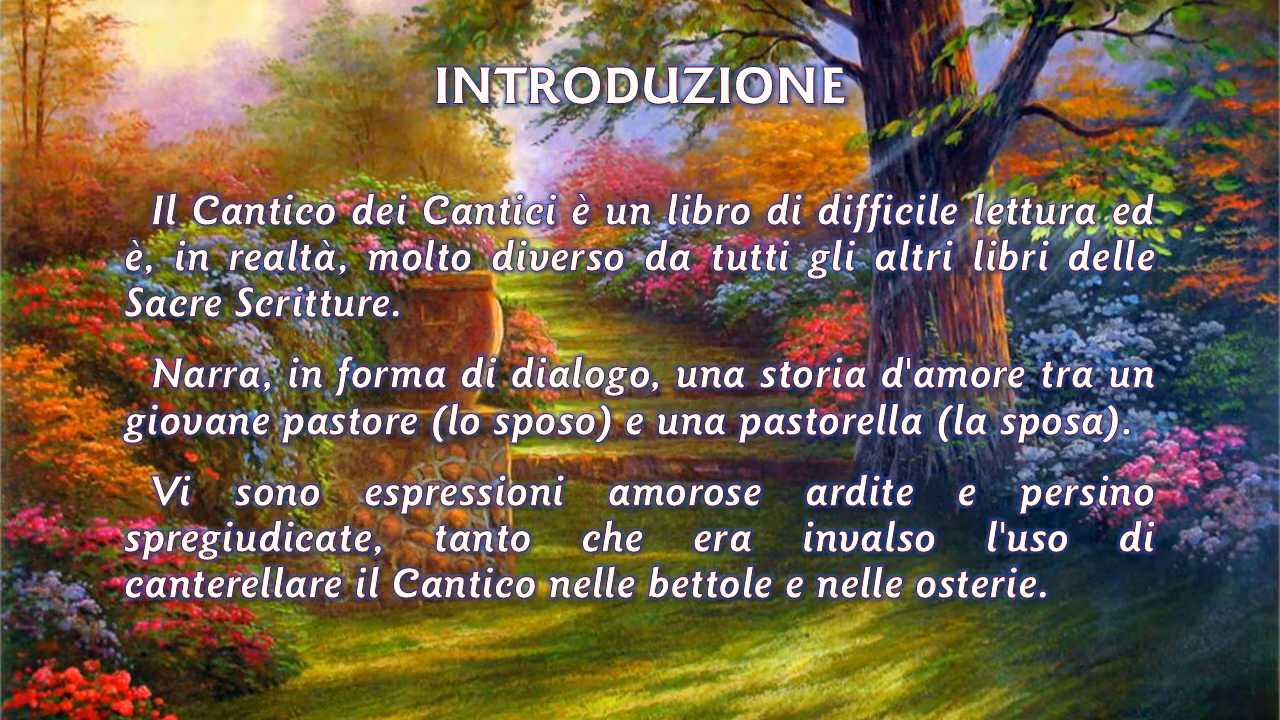 INTRODUZIONE
Il Cantico dei Cantici è un libro di difficile lettura ed
è, in realtà, molto diverso da tutti gli altri libri delle
Sacre Scritture.
Narra, in forma di dialogo, una storia d'amore tra un
giovane pastore (lo sposo) e una pastorella (la sposa).
Vi sono espressioni amorose ardite e persino
spregiudicate, tanto che era invalso l'uso di
canterellare il Cantico nelle bettole e nelle osterie.